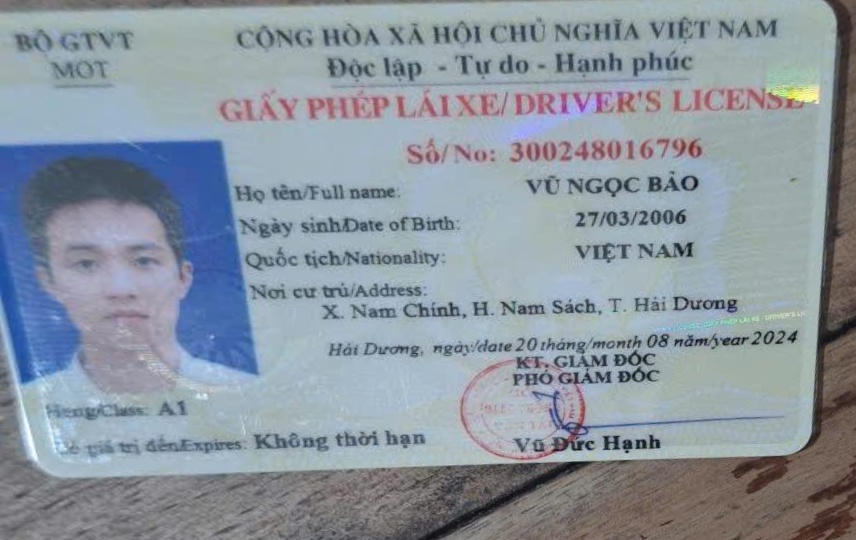 BỘ GTVT
MOT
CỘNG HÒA XÃ HỘI CHỦ NGHĨA VIỆT NAM
Độc lập - Tự do - Hạnh phúc
GIẤY PHÉP LÁI XE/ DRIVER'S LICENSE
Số/No: 300248016796
Họ tên/Full name: VŨ NGỌC BẢO
Ngày sinh/Date of Birth: 27/03/2006
Quốc tịch/Nationality: VIỆT NAM
Nơi cư trú/Address:
X. Nam Chính, H. Nam Sách, T. Hải Dương
Hải Dương, ngày/date 20 tháng/month 08 năm/year 2024
KT. GIÁM ĐỐC
PHÓ GIÁM ĐỐC
Hạng/Class: A1
giá trị đến/Expires: Không thời hạn
Vũ Đức Hạnh